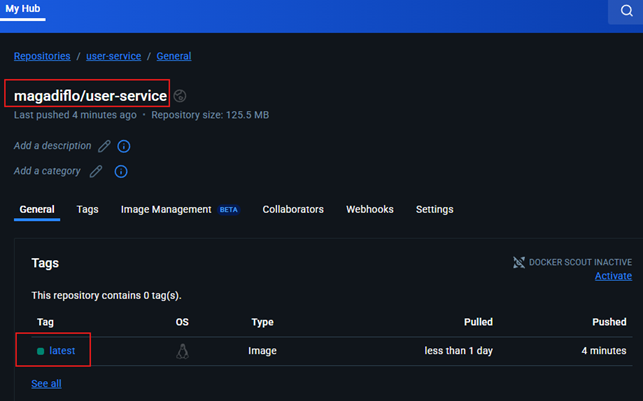 My Hub
Repositories / user-service / General
magadiflo/user-service
Last pushed 4 minutes ago · Repository size: 125.5 MB
Add a description
Add a category
General Tags Image Management BETA Collaborators Webhooks Settings
Tags
DOCKER SCOUT INACTIVE
Activate
This repository contains 0 tag(s).
Tag OS Type Pulled Pushed
latest Image less than 1 day 4 minutes
See all